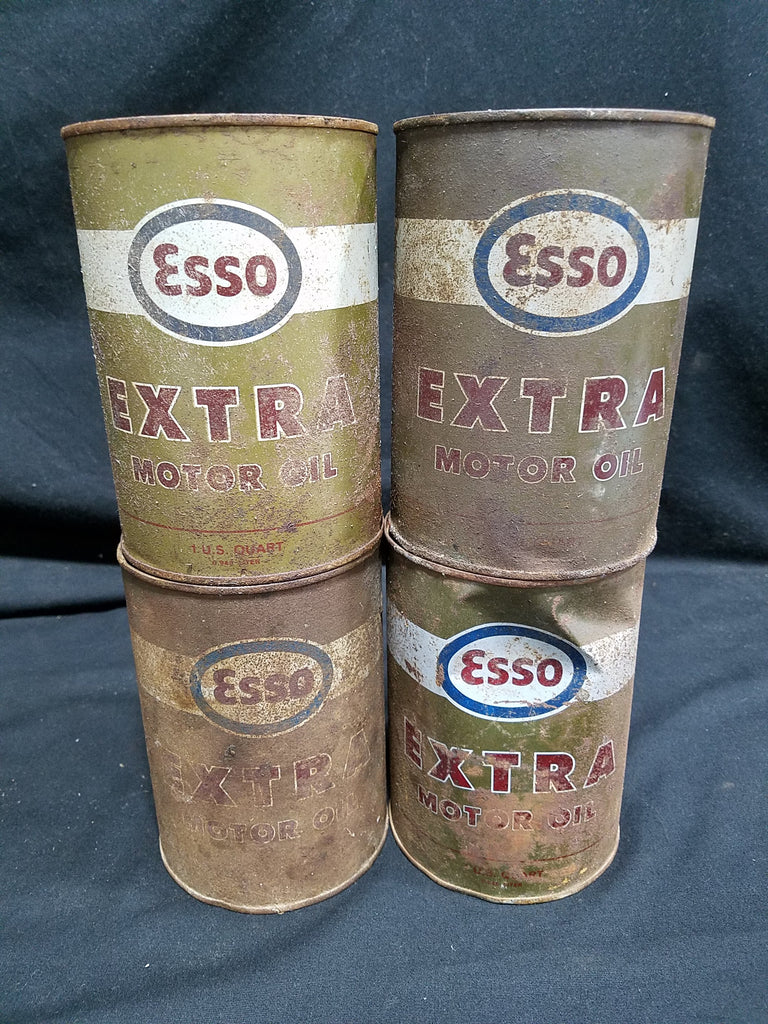 Esso
EXTRA
MOTOR OIL
1 U.S. QUART
Esso
EXTRA
MOTOR OIL
Esso
EXTRA
MOTOR OIL
Esso
EXTRA
MOTOR OIL